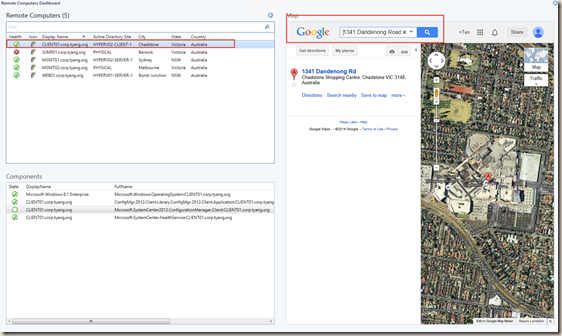 Remote Computers Dashboard
Remote Computers (5)
Health Icon Display Name Active Directory Site City State Country
CLIENT01.corp.tyang.org HYPERV02-CLIENT-1 Chadstone Victoria Australia
JUMP01.corp.tyang.org PHYSICAL Berwick Victoria Australia
MGMT01.corp.tyang.org HYPERV01-MGMT-1 Sydney NSW Australia
MGMT02.corp.tyang.org PHYSICAL Melbourne Victoria Australia
WEB01.corp.tyang.org HYPERV01-SERVER-1 Bondi Junction NSW Australia
Components
State DisplayName FullName
Microsoft Windows 8.1 Enterprise Microsoft.Windows.OperatingSystem:CLIENT01.corp.tyang.org
CLIENT01.corp.tyang.org ConfigMgr.2012.Client.Library.ConfigMgr.2012.Client.Application:CLIENT01.corp.tyang
CLIENT01.corp.tyang.org Microsoft.SystemCenter2012.ConfigurationManager.Client:CLIENT01.corp.tyang.org
CLIENT01.corp.tyang.org Microsoft.SystemCenter.HealthService:CLIENT01.corp.tyang.org
Map
Google
1341 Dandenong Road
+Tao
Share
Get directions My places
A 1341 Dandenong Rd
Chadstone Shopping Centre, Chadstone VIC 3148,
Australia
Directions Search nearby Save to map more
Maps Labs - Help
Google Maps - ©2014 Google - Terms of Use - Privacy
Map
Traffic
Edit in Google Map Maker Report a problem